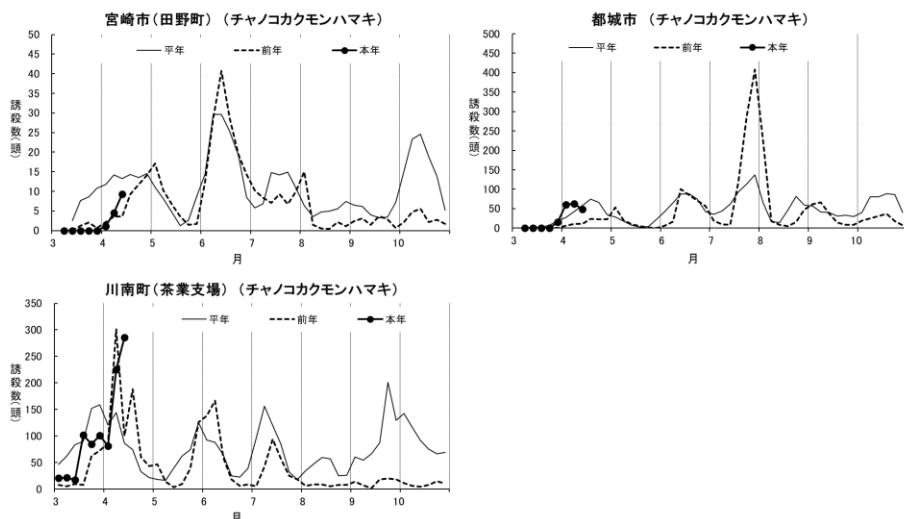 宮崎市(田野町) (チャノコカクモンハマキ)
平年 前年 本年
誘殺数(頭)
50
45
40
35
30
25
20
15
10
5
0
3 4 5 6 7 8 9 10
月
都城市 (チャノコカクモンハマキ)
平年 前年 本年
誘殺数(頭)
500
450
400
350
300
250
200
150
100
50
0
3 4 5 6 7 8 9 10
月
川南町(茶業支場) (チャノコカクモンハマキ)
平年 前年 本年
誘殺数(頭)
350
300
250
200
150
100
50
0
3 4 5 6 7 8 9 10
月